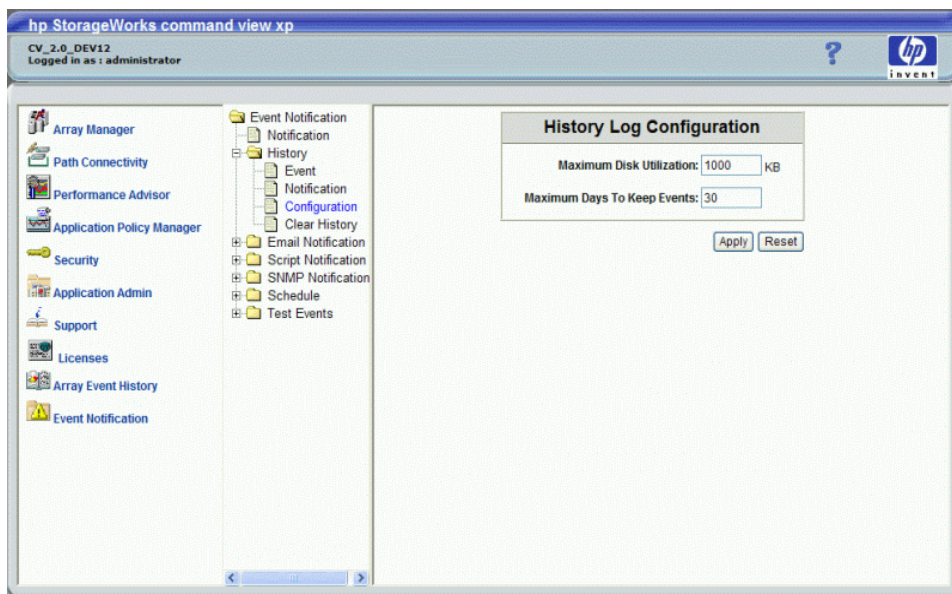 hp StorageWorks command view xp
CV_2.0_DEV12
Logged in as : administrator
?
hp
invent
Array Manager
Path Connectivity
Performance Advisor
Application Policy Manager
Security
Application Admin
Support
Licenses
Array Event History
Event Notification
Event Notification
Notification
History
Event
Notification
Configuration
Clear History
Email Notification
Script Notification
SNMP Notification
Schedule
Test Events
History Log Configuration
Maximum Disk Utilization: 1000 KB
Maximum Days To Keep Events: 30
Apply Reset